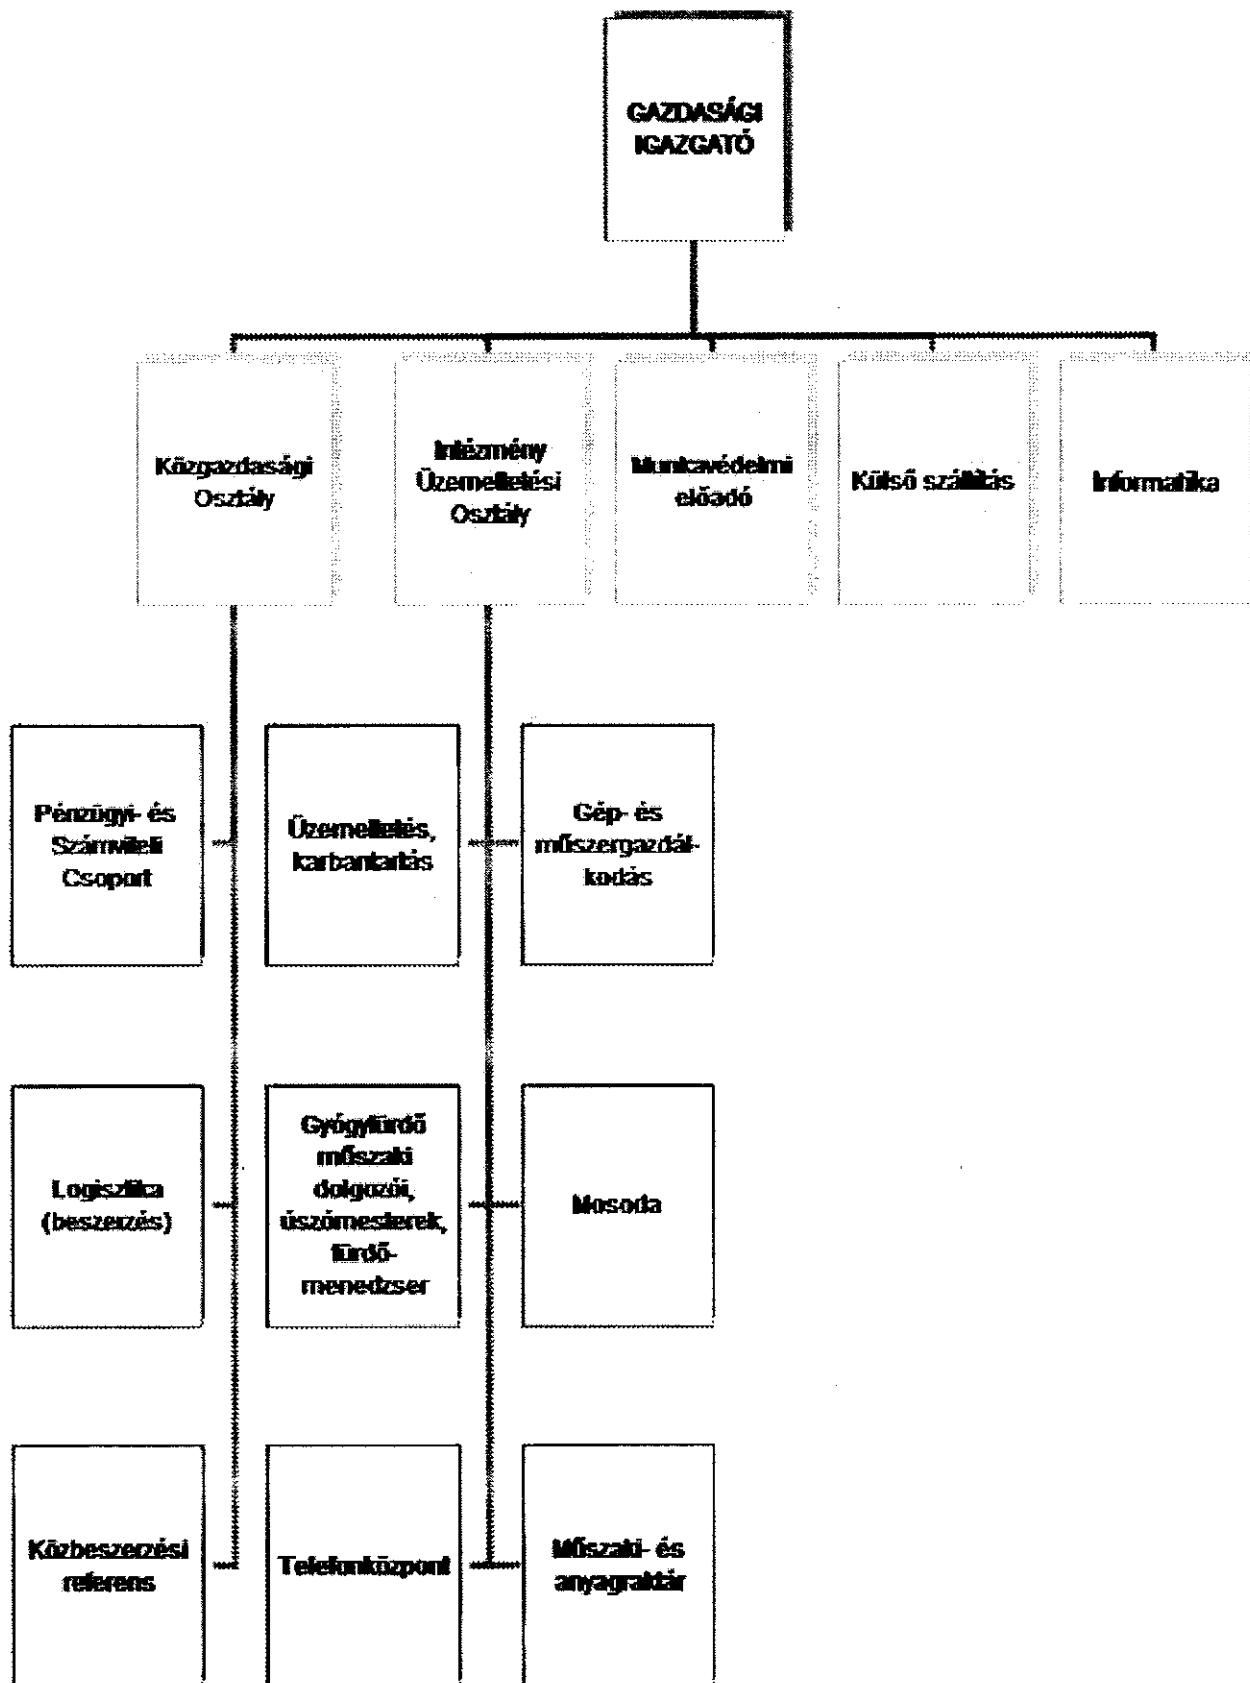 GAZDASÁGI
IGAZGATÓ
Közgazdasági
Osztály
Intézmény
Üzemeltetési
Osztály
Munkavédelmi
előadó
Külső szállítás
Informatika
Pénzügyi- és
Számviteli
Csoport
Üzemeltetés,
karbantartás
Gép- és
műszergazdál-
kodás
Logisztika
(beszerzés)
Gyógyfürdő
műszaki
dolgozói,
úszómesterek,
fürdő-
menedzser
Mosoda
Közbeszerzési
referens
Telefonközpont
Műszaki- és
anyagraktár